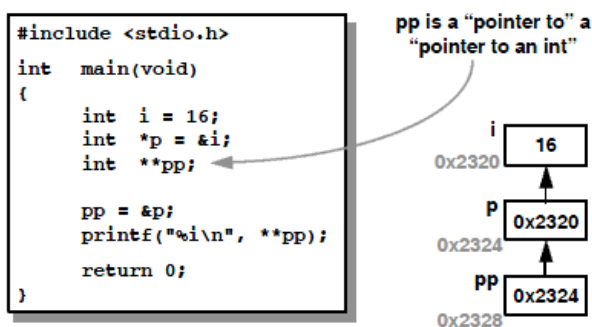 #include <stdio.h>
int main(void)
{
int i = 16;
int *p = &i;
int **pp;
pp = &p;
printf("%i\n", **pp);
return 0;
}
pp is a “pointer to” a
“pointer to an int”
i
16
0x2320
p
0x2320
0x2324
pp
0x2324
0x2328